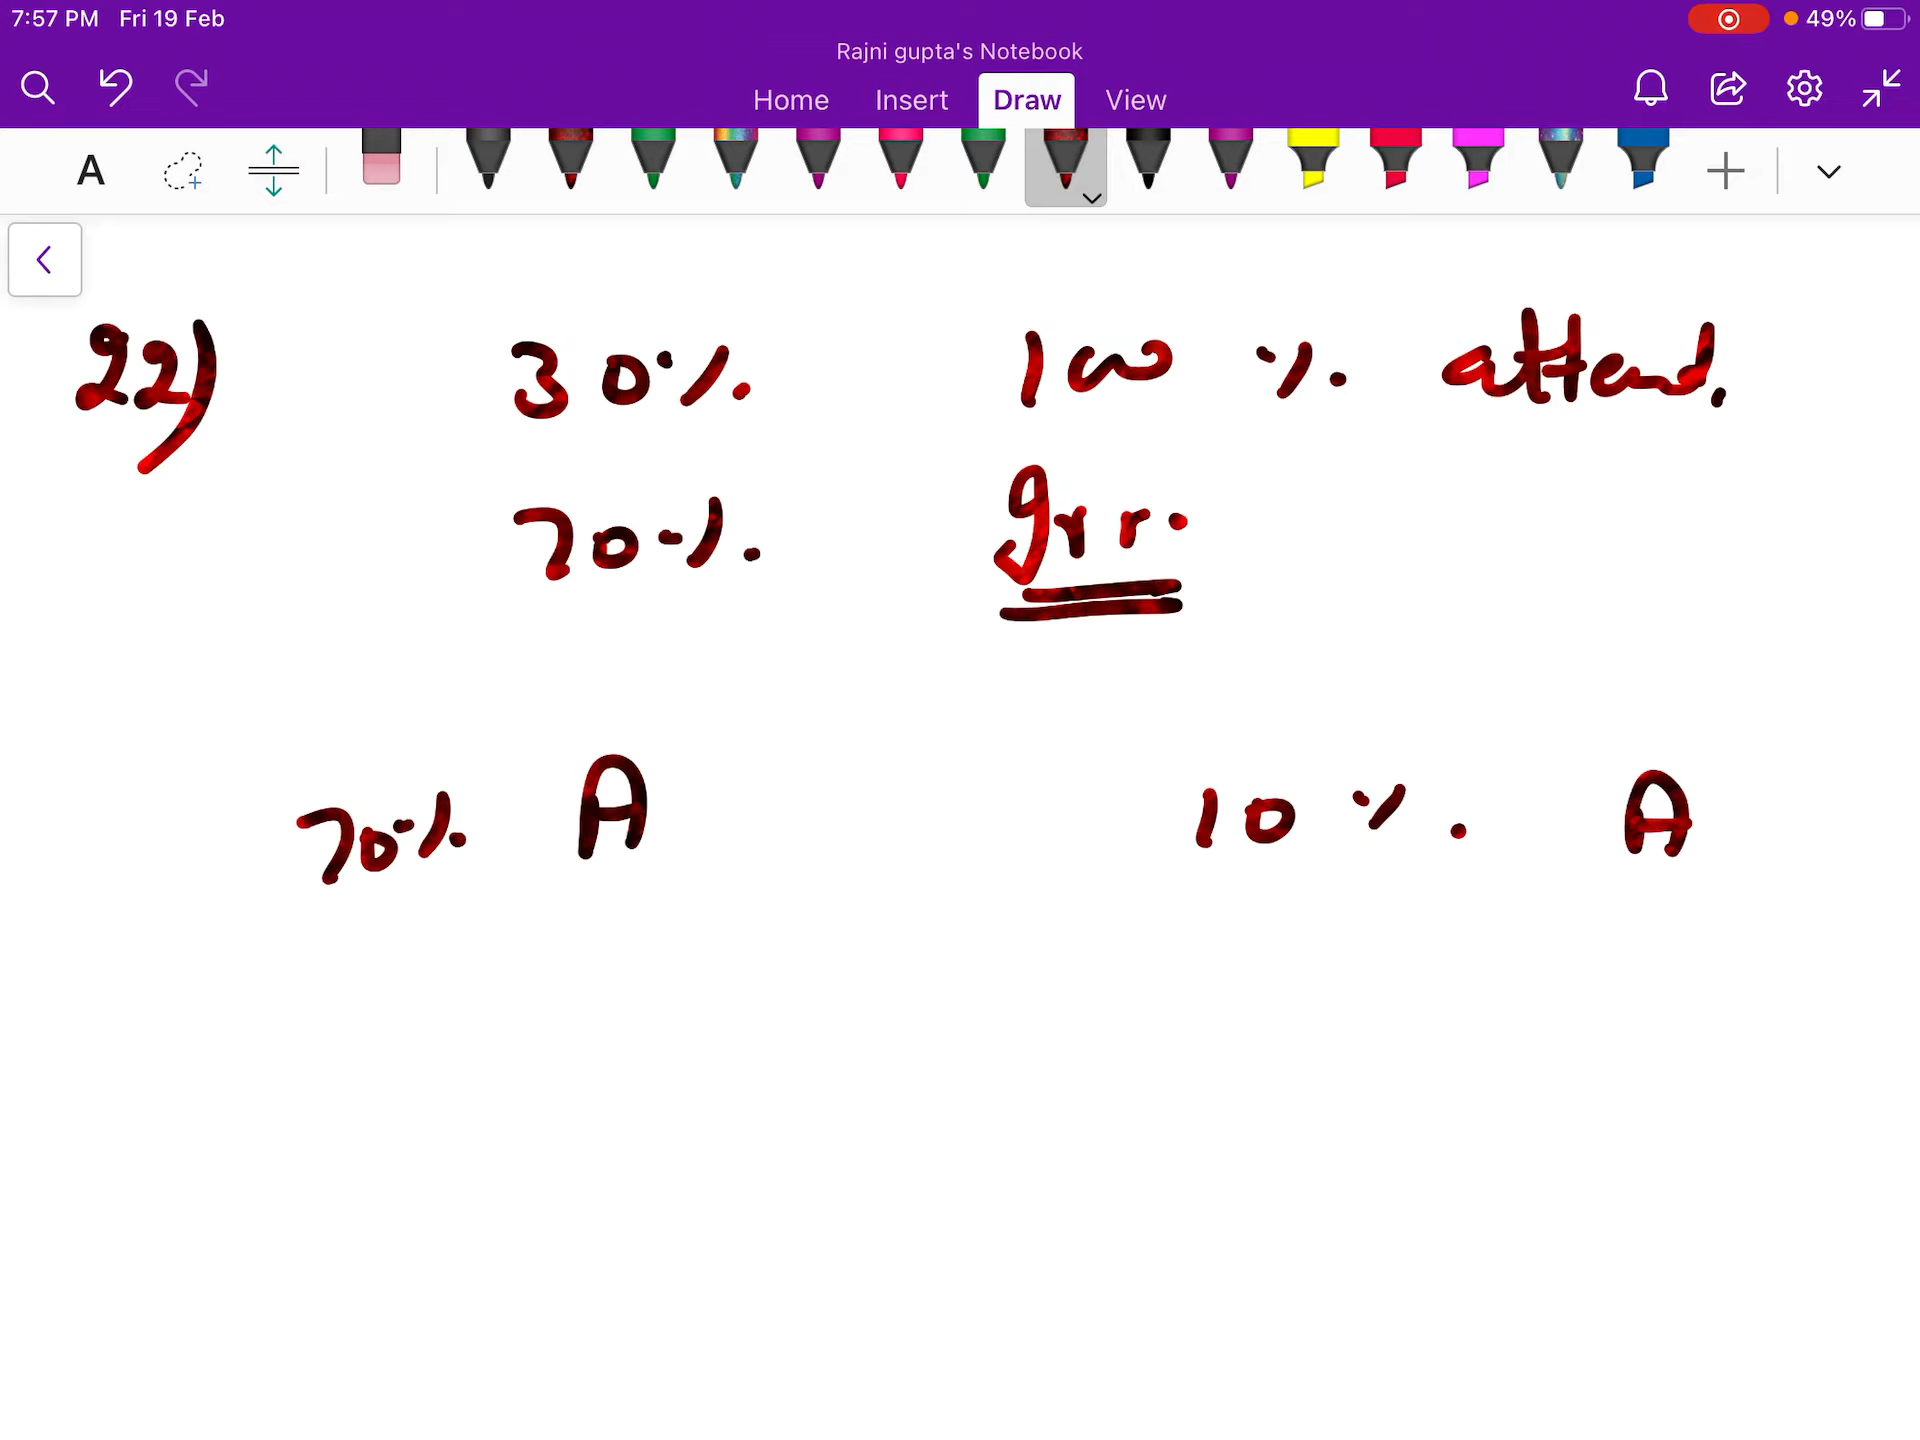 7:57 PM Fri 19 Feb
49%
Rajni gupta's Notebook
Home Insert Draw View
A
22) 30% 100 % attend.
70%. Irr.
70% A 10 %. A